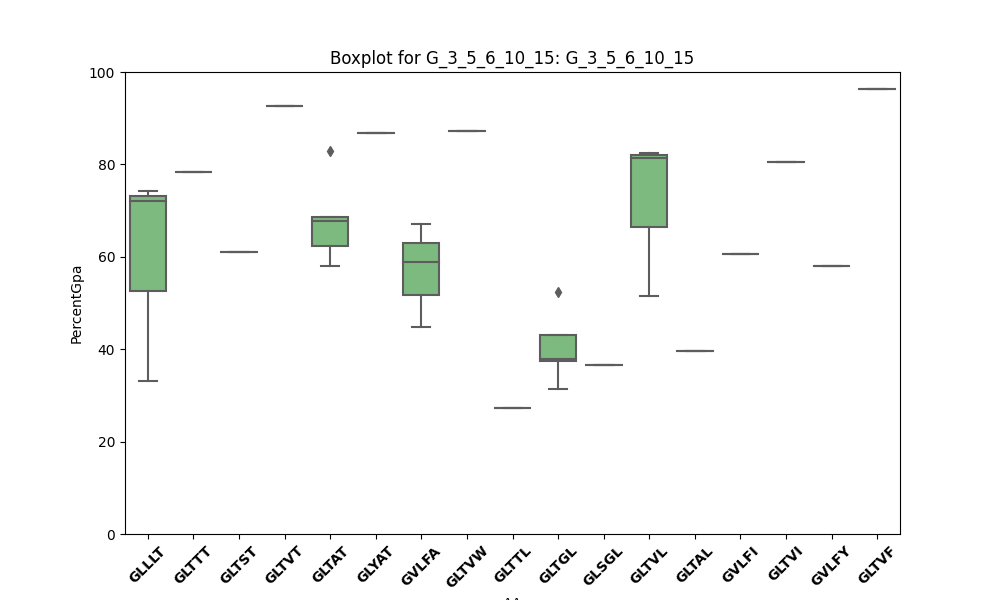 Boxplot for G_3_5_6_10_15: G_3_5_6_10_15
100
80
60
40
20
0
PercentGpa
GLLLT
GLTTT
GLTST
GLTVT
GLTAT
GLYAT
GVLFA
GLTVW
GLTTL
GLTGL
GLSGL
GLTVL
GLTAL
GVLFI
GLTVI
GVLFY
GLTVF